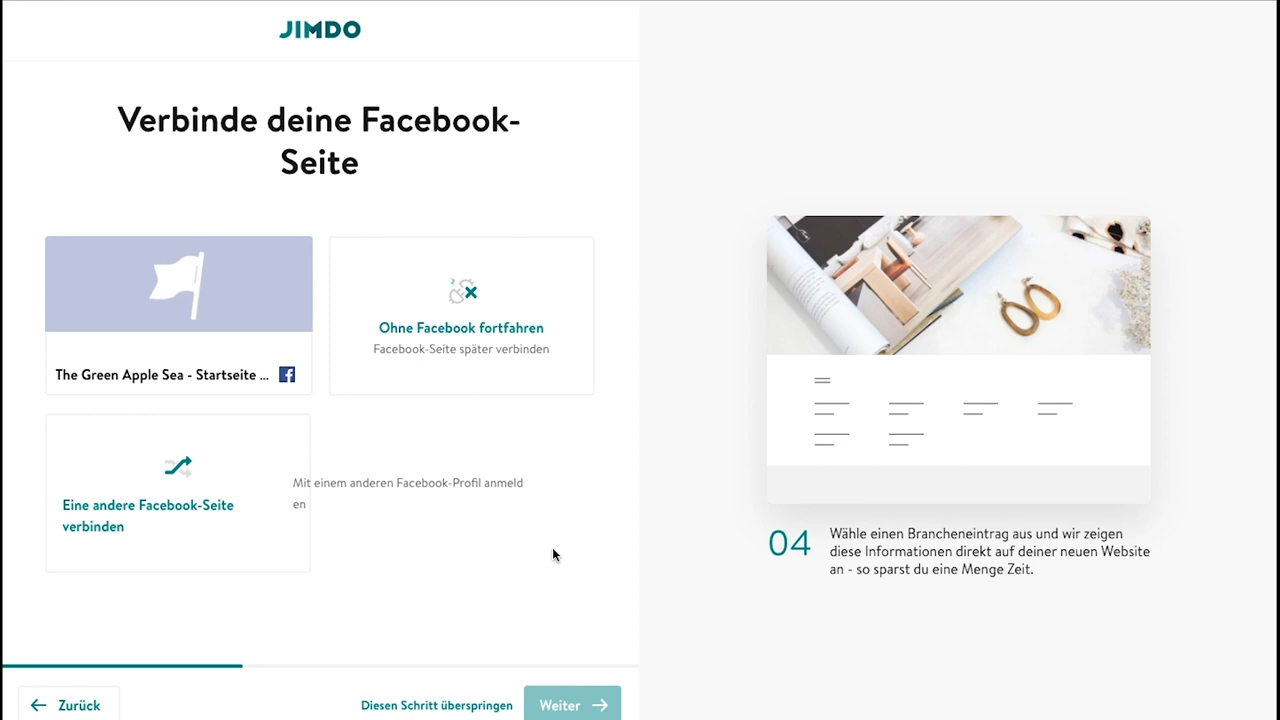 JIMDO
Verbinde deine Facebook-
Seite
The Green Apple Sea - Startseite ...
Ohne Facebook fortfahren
Facebook-Seite später verbinden
Eine andere Facebook-Seite
verbinden
Mit einem anderen Facebook-Profil anmeld
en
Zurück
Diesen Schritt überspringen
Weiter
04
Wähle einen Brancheneintrag aus und wir zeigen
diese Informationen direkt auf deiner neuen Website
an - so sparst du eine Menge Zeit.